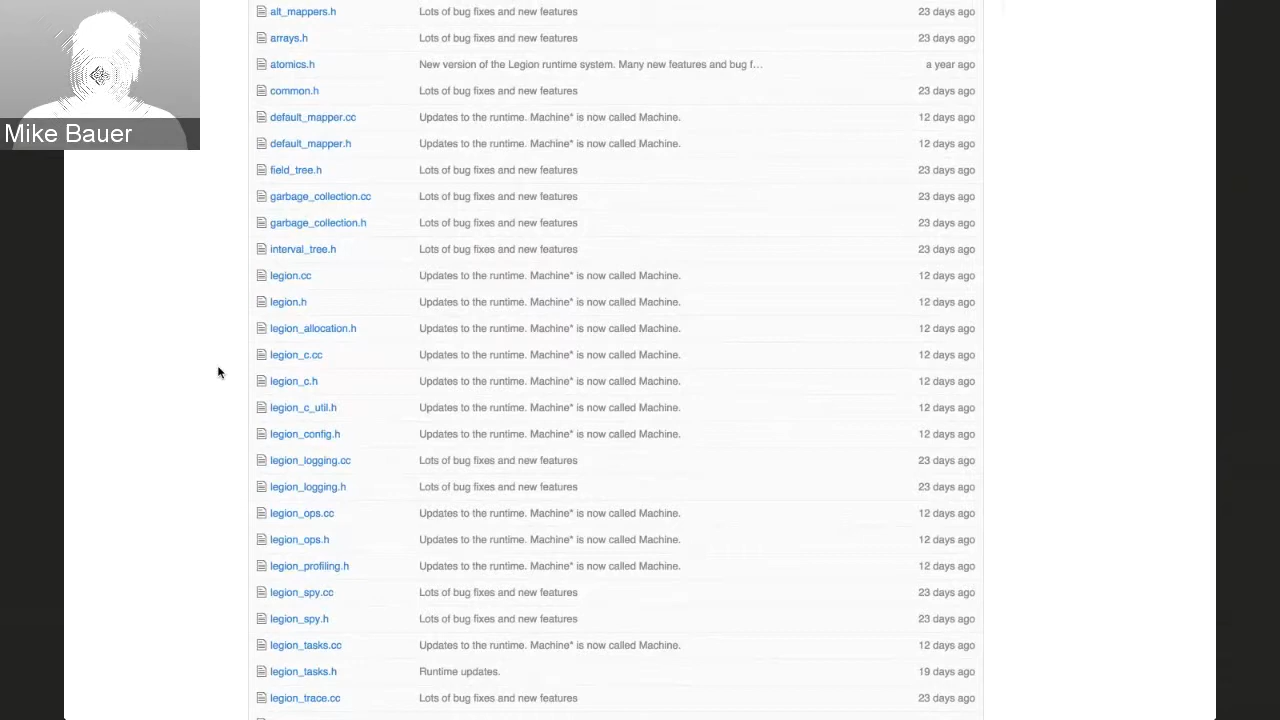 alt_mappers.h Lots of bug fixes and new features 23 days ago
arrays.h Lots of bug fixes and new features 23 days ago
atomics.h New version of the Legion runtime system. Many new features and bug f... a year ago
common.h Lots of bug fixes and new features 23 days ago
default_mapper.cc Updates to the runtime. Machine* is now called Machine. 12 days ago
Mike Bauer
default_mapper.h Updates to the runtime. Machine* is now called Machine. 12 days ago
field_tree.h Lots of bug fixes and new features 23 days ago
garbage_collection.cc Lots of bug fixes and new features 23 days ago
garbage_collection.h Lots of bug fixes and new features 23 days ago
interval_tree.h Lots of bug fixes and new features 23 days ago
legion.cc Updates to the runtime. Machine* is now called Machine. 12 days ago
legion.h Updates to the runtime. Machine* is now called Machine. 12 days ago
legion_allocation.h Updates to the runtime. Machine* is now called Machine. 12 days ago
legion_c.cc Updates to the runtime. Machine* is now called Machine. 12 days ago
legion_c.h Updates to the runtime. Machine* is now called Machine. 12 days ago
legion_c_util.h Updates to the runtime. Machine* is now called Machine. 12 days ago
legion_config.h Updates to the runtime. Machine* is now called Machine. 12 days ago
legion_logging.cc Lots of bug fixes and new features 23 days ago
legion_logging.h Lots of bug fixes and new features 23 days ago
legion_ops.cc Updates to the runtime. Machine* is now called Machine. 12 days ago
legion_ops.h Updates to the runtime. Machine* is now called Machine. 12 days ago
legion_profiling.h Updates to the runtime. Machine* is now called Machine. 12 days ago
legion_spy.cc Lots of bug fixes and new features 23 days ago
legion_spy.h Lots of bug fixes and new features 23 days ago
legion_tasks.cc Updates to the runtime. Machine* is now called Machine. 12 days ago
legion_tasks.h Runtime updates. 19 days ago
legion_trace.cc Lots of bug fixes and new features 23 days ago